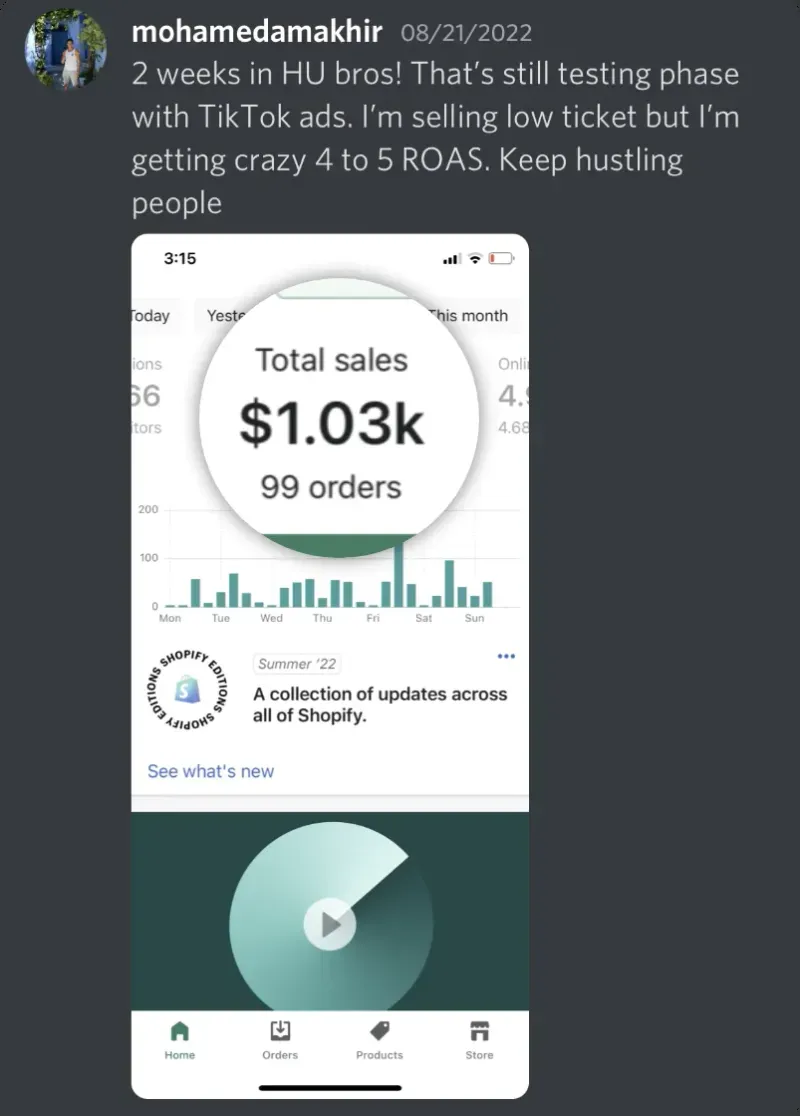 mohamedamakhir 08/21/2022
2 weeks in HU bros! That's still testing phase
with TikTok ads. I'm selling low ticket but I'm
getting crazy 4 to 5 ROAS. Keep hustling
people
3:15
Today Yeste This month
ions Total sales Onli
66 $1.03k 4.9
itors 99 orders 4.68
200
100
0
Mon Tue Wed Thu Fri Sat Sun
SHOPIFY EDITIONS SHOPIFY EDITIONS
Summer '22
A collection of updates across
all of Shopify.
See what's new
Home Orders Products Store